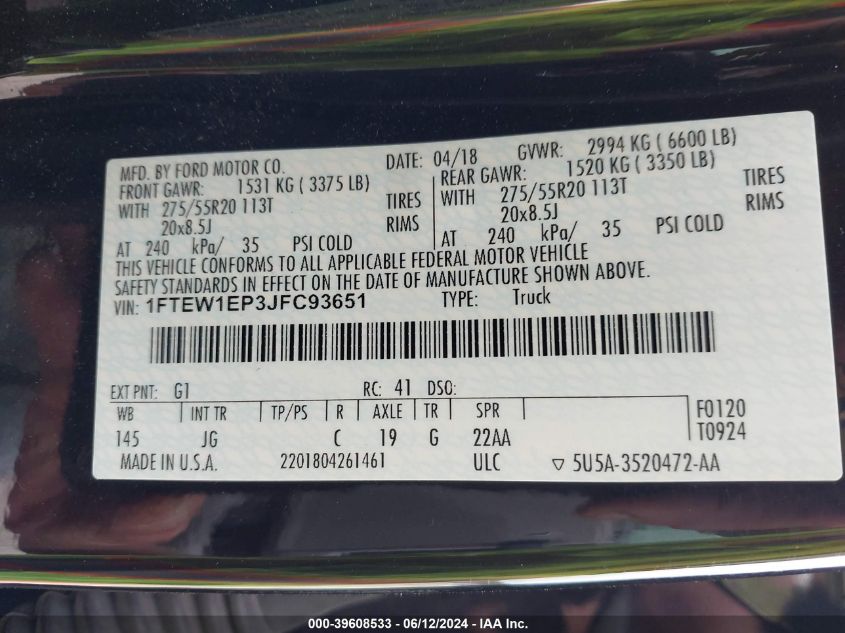 MFD. BY FORD MOTOR CO. DATE: 04/18 GVWR: 2994 KG ( 6600 LB)
FRONT GAWR: 1531 KG ( 3375 LB) REAR GAWR: 1520 KG ( 3350 LB)
WITH 275/55R20 113T TIRES WITH 275/55R20 113T TIRES
20x8.5J RIMS 20x8.5J RIMS
AT 240 kPa/ 35 PSI COLD AT 240 kPa/ 35 PSI COLD
THIS VEHICLE CONFORMS TO ALL APPLICABLE FEDERAL MOTOR VEHICLE
SAFETY STANDARDS IN EFFECT ON THE DATE OF MANUFACTURE SHOWN ABOVE.
VIN: 1FTEW1EP3JFC93651 TYPE: Truck
EXT PNT: G1 RC: 41 DSO:
WB INT TR TP/PS R AXLE TR SPR F0120
145 JG C 19 G 22AA T0924
MADE IN U.S.A. 2201804261461 ULC ▽ 5U5A-3520472-AA
000-39608533 - 06/12/2024 - IAA Inc.